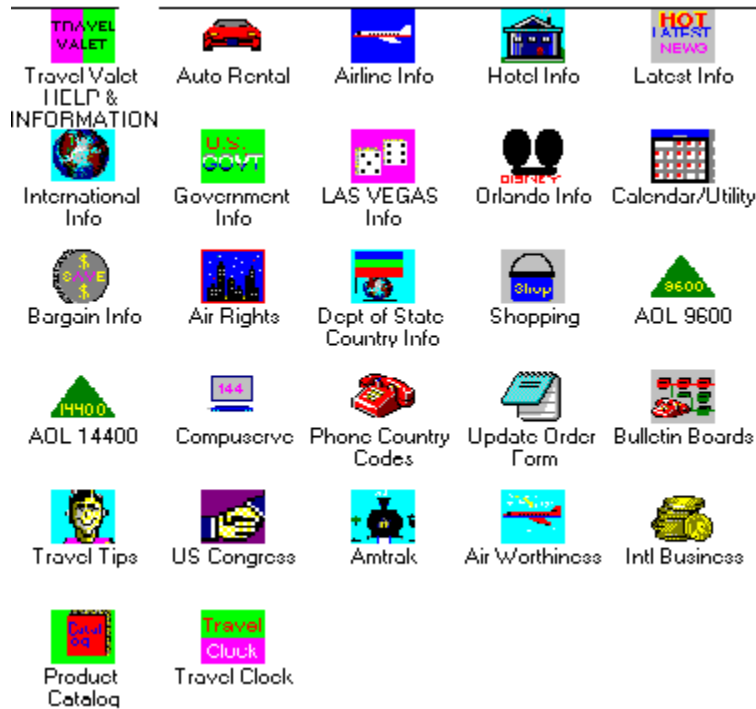 TRAVEL
VALET
HOT
LATEST
NEWS
Travel Valet
HELP &
INFORMATION
Auto Rental
Airline Info
Hotel Info
Latest Info
U.S.
GOVT
DISNEY
International
Info
Government
Info
LAS VEGAS
Info
Orlando Info
Calendar/Utility
$
SAVE
$
Shop
9600
Bargain Info
Air Rights
Dept of State
Country Info
Shopping
AOL 9600
14400
144
AOL 14400
Compuserve
Phone Country
Codes
Update Order
Form
Bulletin Boards
Travel Tips
US Congress
Amtrak
Air Worthiness
Intl Business
Catal
og
Travel
Clock
Product
Catalog
Travel Clock